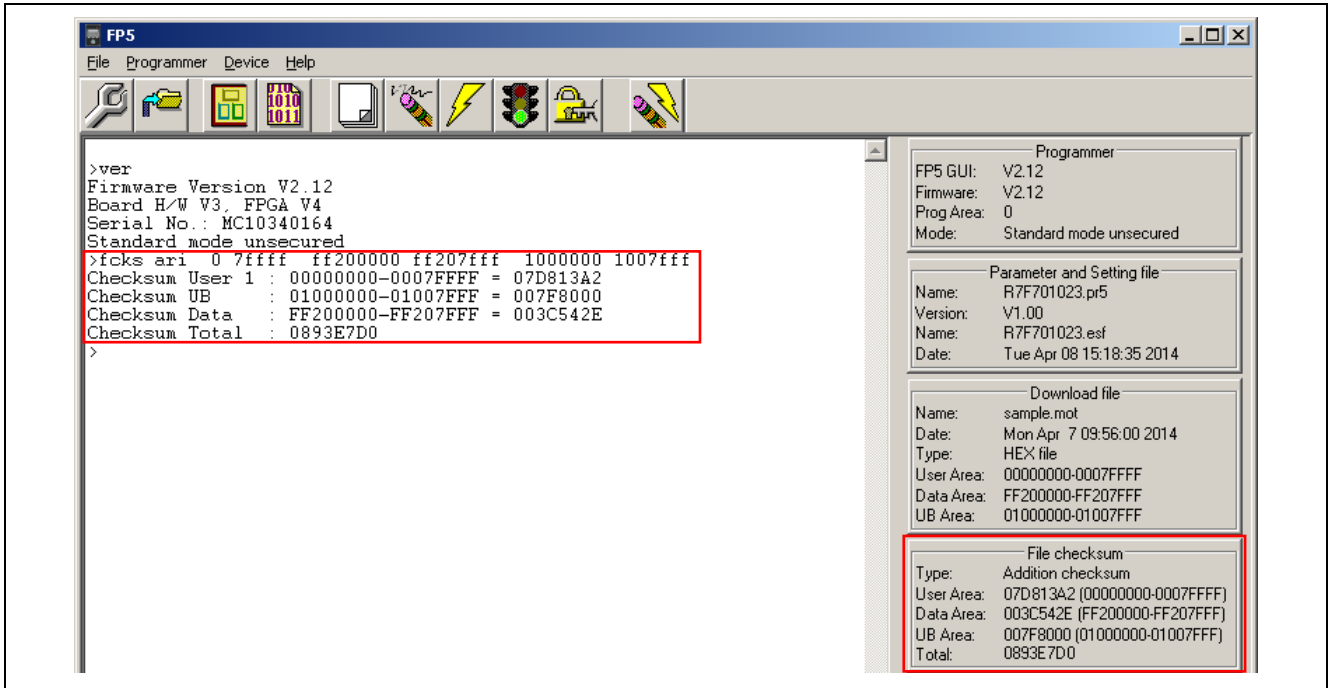 FP5
File Programmer Device Help
1010
1011
>ver
Firmware Version V2.12
Board H/W V3, FPGA V4
Serial No.: MC10340164
Standard mode unsecured
>fcks ari 0 7ffff ff200000 ff207fff 1000000 1007fff
Checksum User 1 : 00000000-0007FFFF = 07D813A2
Checksum UB : 01000000-01007FFF = 007F8000
Checksum Data : FF200000-FF207FFF = 003C542E
Checksum Total : 0893E7D0
>
Programmer
FP5 GUI: V2.12
Firmware: V2.12
Prog Area: 0
Mode: Standard mode unsecured
Parameter and Setting file
Name: R7F701023.pr5
Version: V1.00
Name: R7F701023.esf
Date: Tue Apr 08 15:18:35 2014
Download file
Name: sample.mot
Date: Mon Apr 7 09:56:00 2014
Type: HEX file
User Area: 00000000-0007FFFF
Data Area: FF200000-FF207FFF
UB Area: 01000000-01007FFF
File checksum
Type: Addition checksum
User Area: 07D813A2 (00000000-0007FFFF)
Data Area: 003C542E (FF200000-FF207FFF)
UB Area: 007F8000 (01000000-01007FFF)
Total: 0893E7D0